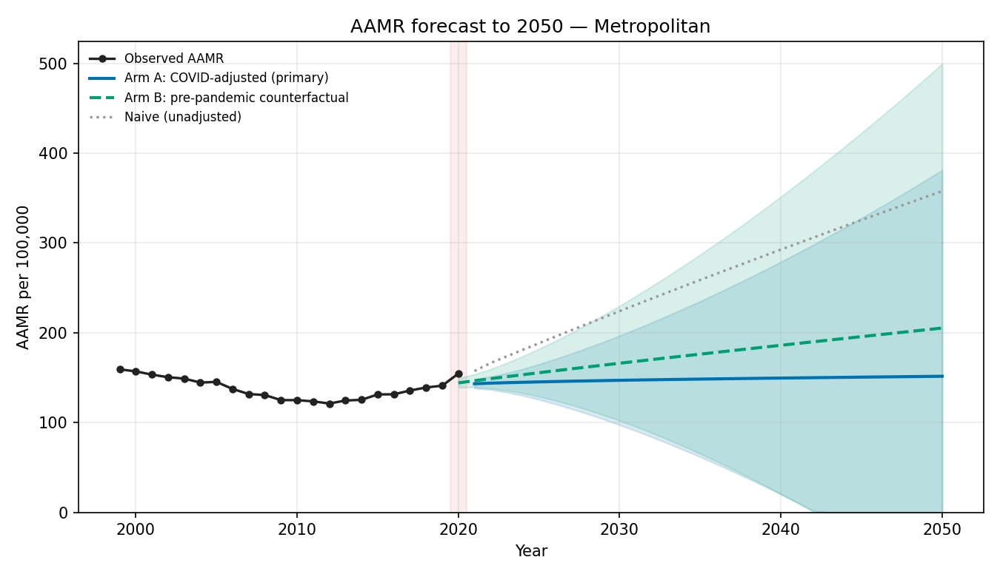 AAMR forecast to 2050 — Metropolitan
Observed AAMR
Arm A: COVID-adjusted (primary)
Arm B: pre-pandemic counterfactual
Naive (unadjusted)
AAMR per 100,000
500
400
300
200
100
0
2000
2010
2020
2030
2040
2050
Year